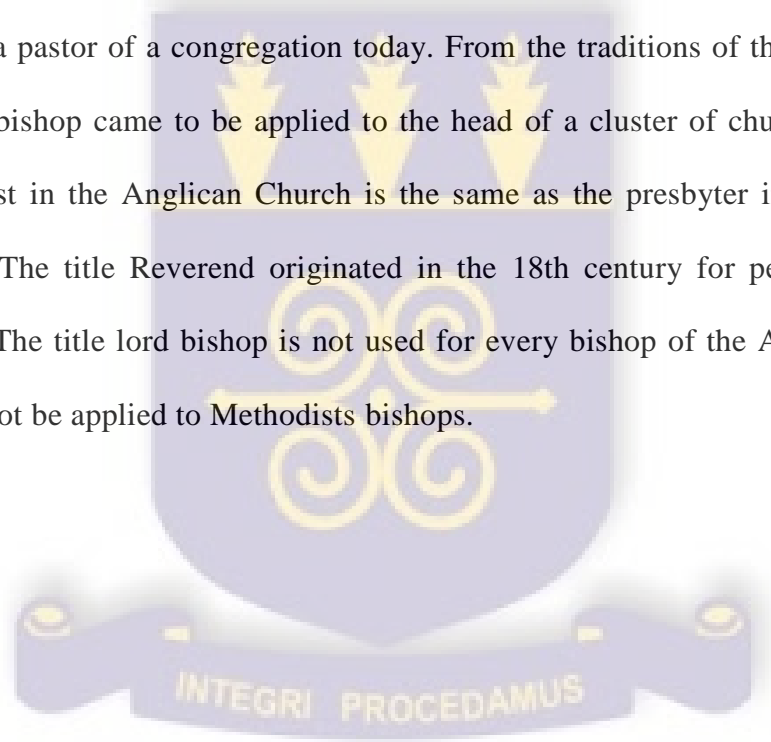 a pastor of a congregation today. From the traditions of th
bishop came to be applied to the head of a cluster of chu
st in the Anglican Church is the same as the presbyter i
The title Reverend originated in the 18th century for pe
The title lord bishop is not used for every bishop of the A
ot be applied to Methodists bishops.
INTEGRI PROCEDAMUS